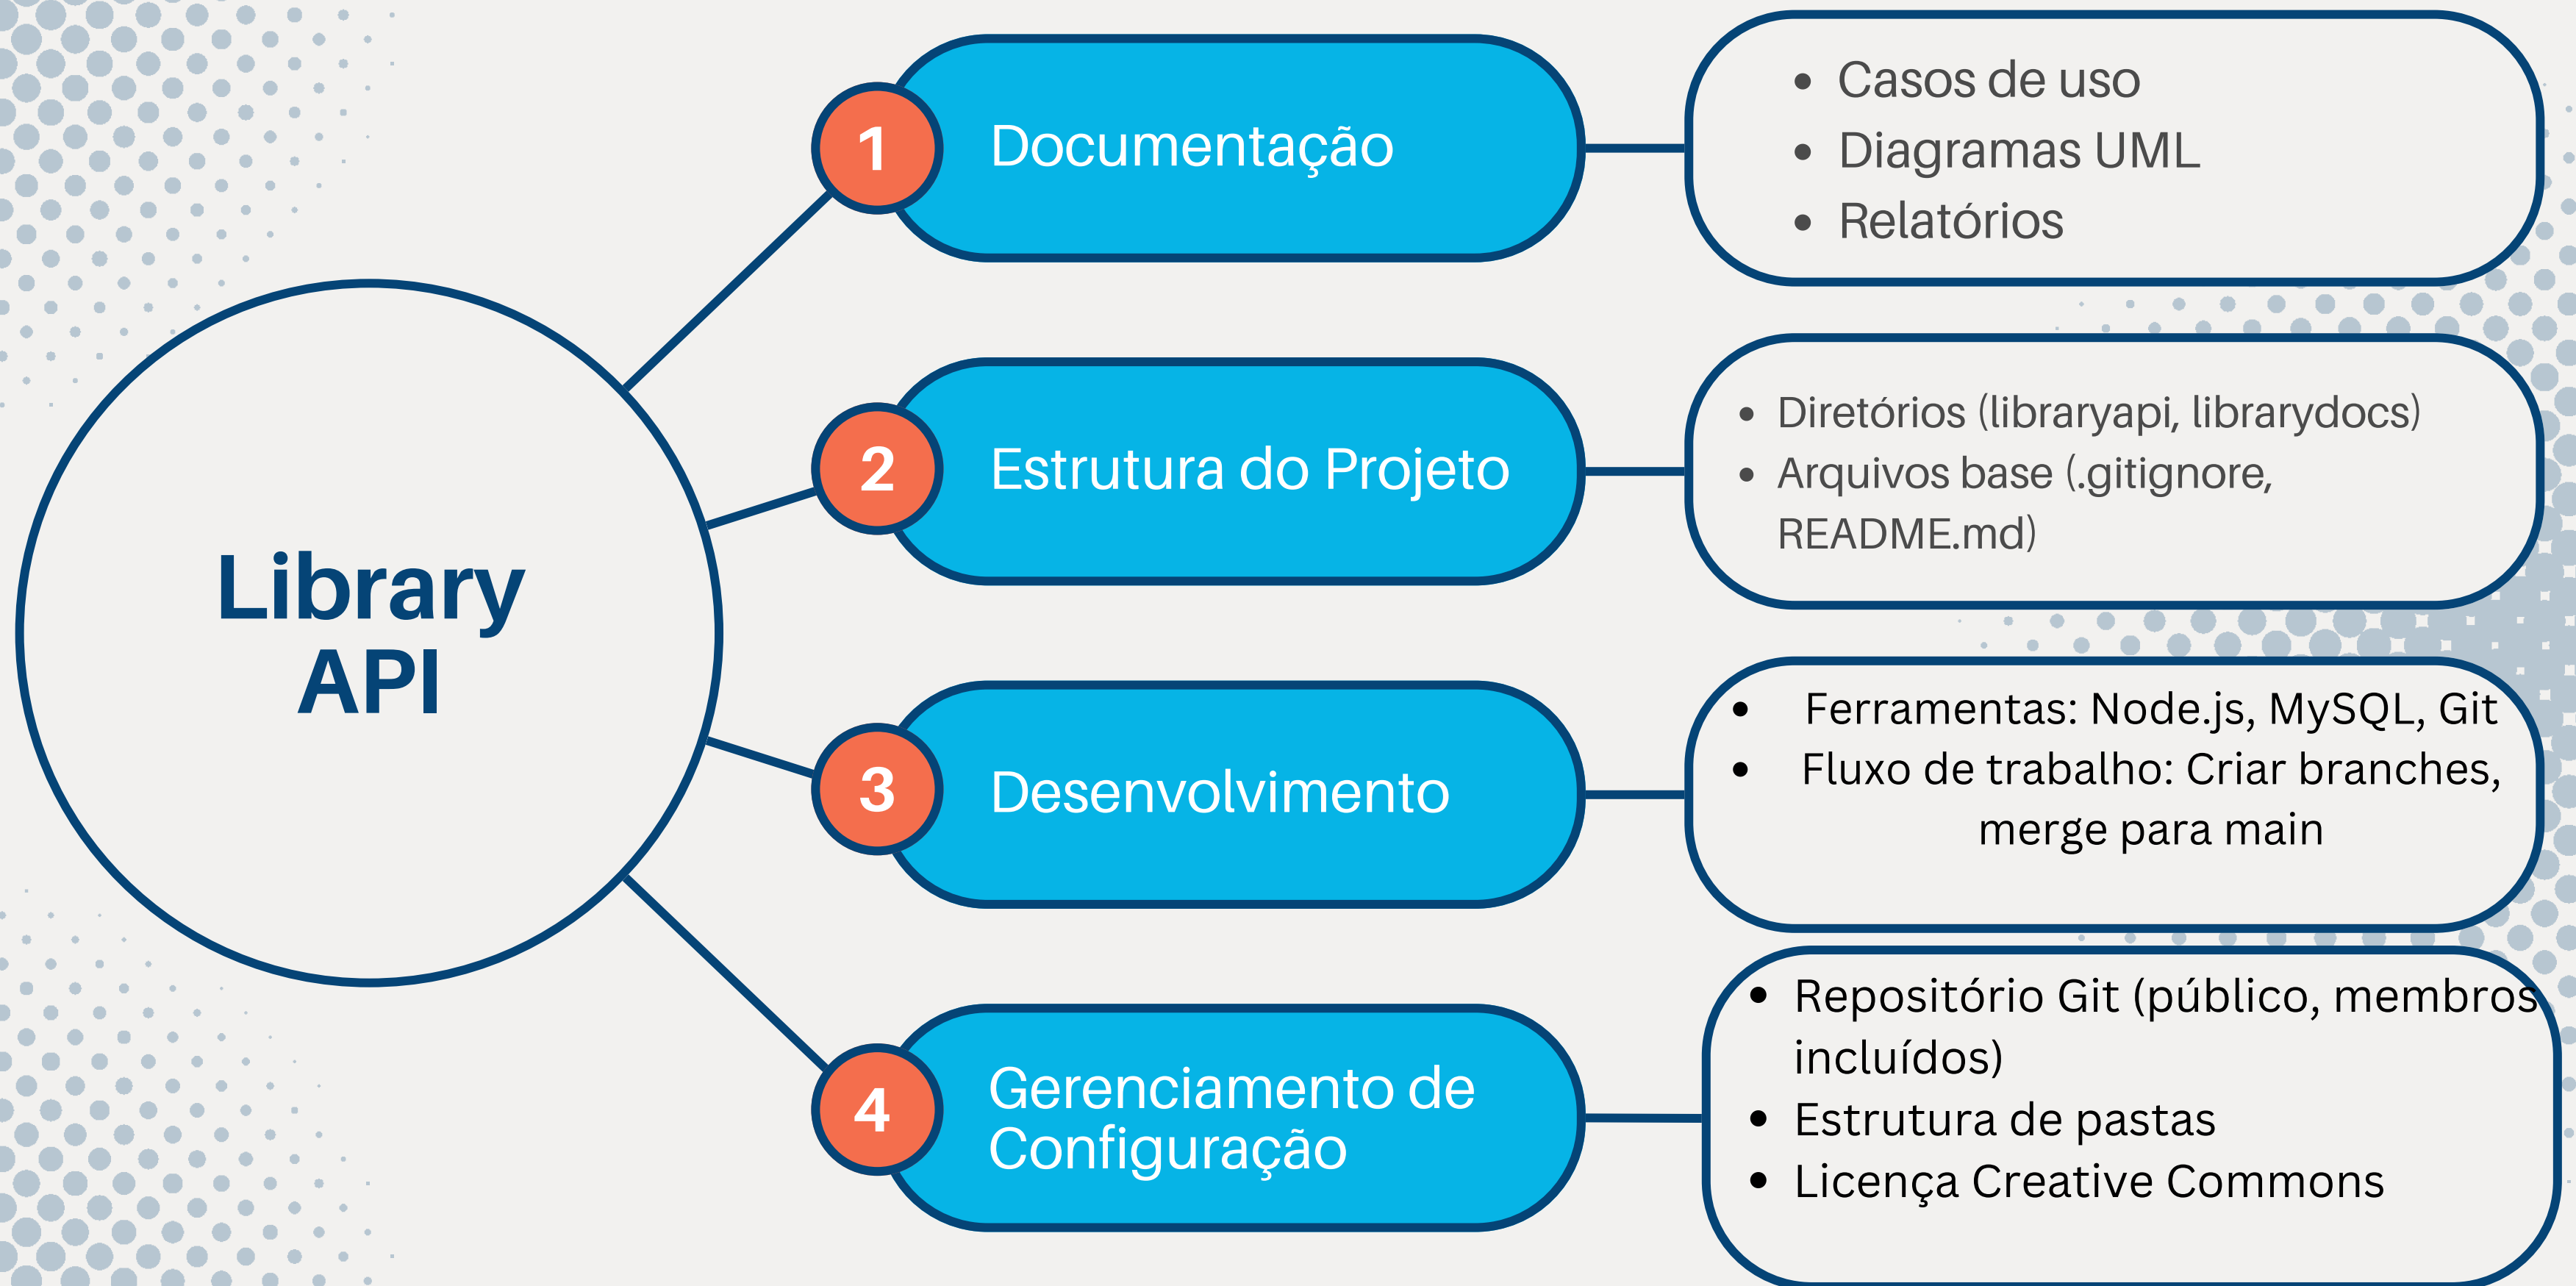 Library
API
1
Documentação
• Casos de uso
• Diagramas UML
• Relatórios
2
Estrutura do Projeto
• Diretórios (libraryapi, librarydocs)
• Arquivos base (.gitignore,
README.md)
3
Desenvolvimento
• Ferramentas: Node.js, MySQL, Git
• Fluxo de trabalho: Criar branches,
merge para main
4
Gerenciamento de
Configuração
• Repositório Git (público, membros
incluídos)
• Estrutura de pastas
• Licença Creative Commons